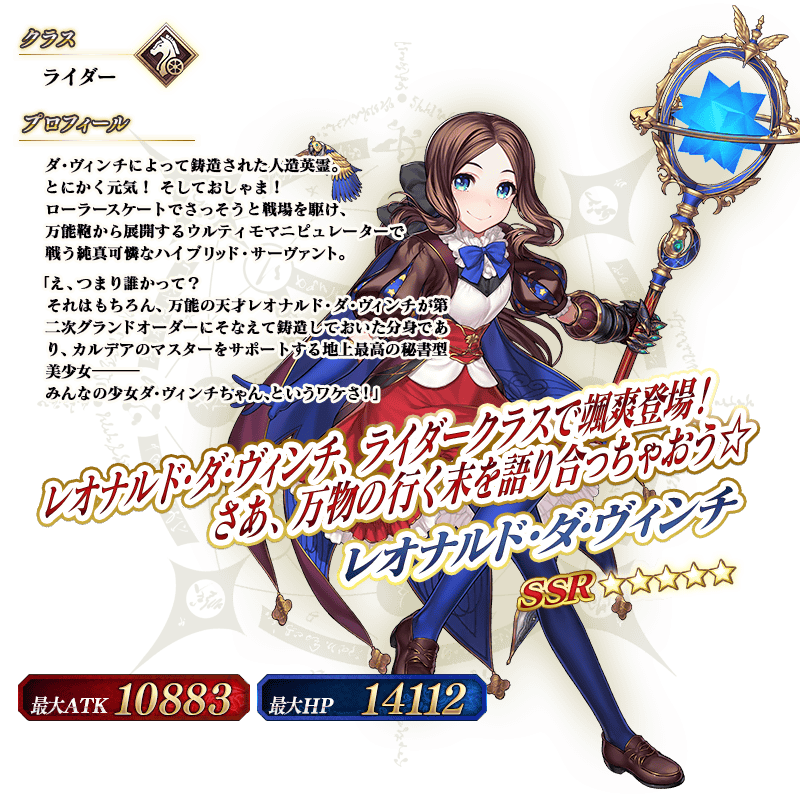 クラス
ライダー
プロフィール
ダ・ヴィンチによって鋳造された人造英霊。
とにかく元気！ そしておしゃま！
ローラースケートでさっそうと戦場を駆け、
万能鞄から展開するウルティモマニピュレーターで
戦う純真可憐なハイブリッド・サーヴァント。
「え、つまり誰かって？
それはもちろん、万能の天才レオナルド・ダ・ヴィンチが第
二次グランドオーダーにそなえて鋳造しておいた分身であ
り、カルデアのマスターをサポートする地上最高の秘書型
美少女―――
みんなの少女ダ・ヴィンチちゃん、というワケさ！」
レオナルド・ダ・ヴィンチ、ライダークラスで颯爽登場！
さあ、万物の行く末を語り合っちゃおう☆
レオナルド・ダ・ヴィンチ
SSR ☆☆☆☆☆
最大ATK 10883
最大HP 14112